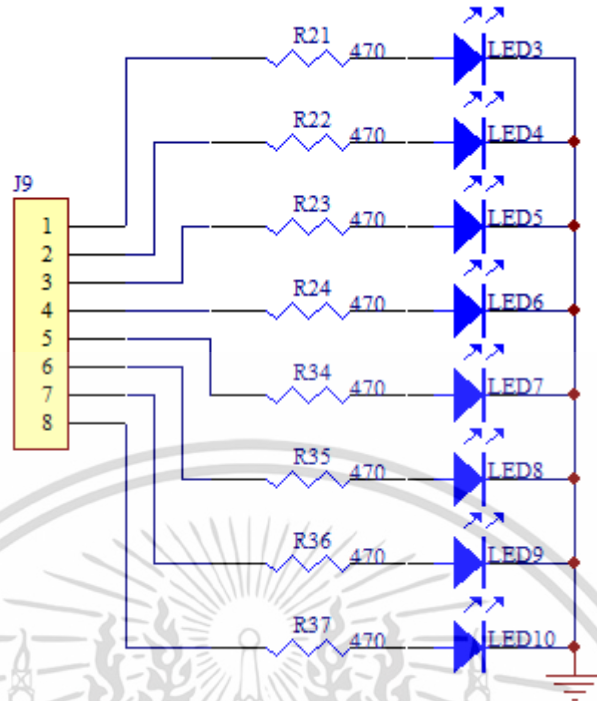 R21 470 LED3
R22 470 LED4
J9
R23 470 LED5
1
2
3
R24 470 LED6
4
5
R34 470 LED7
6
7
8
R35 470 LED8
R36 470 LED9
R37 470 LED10